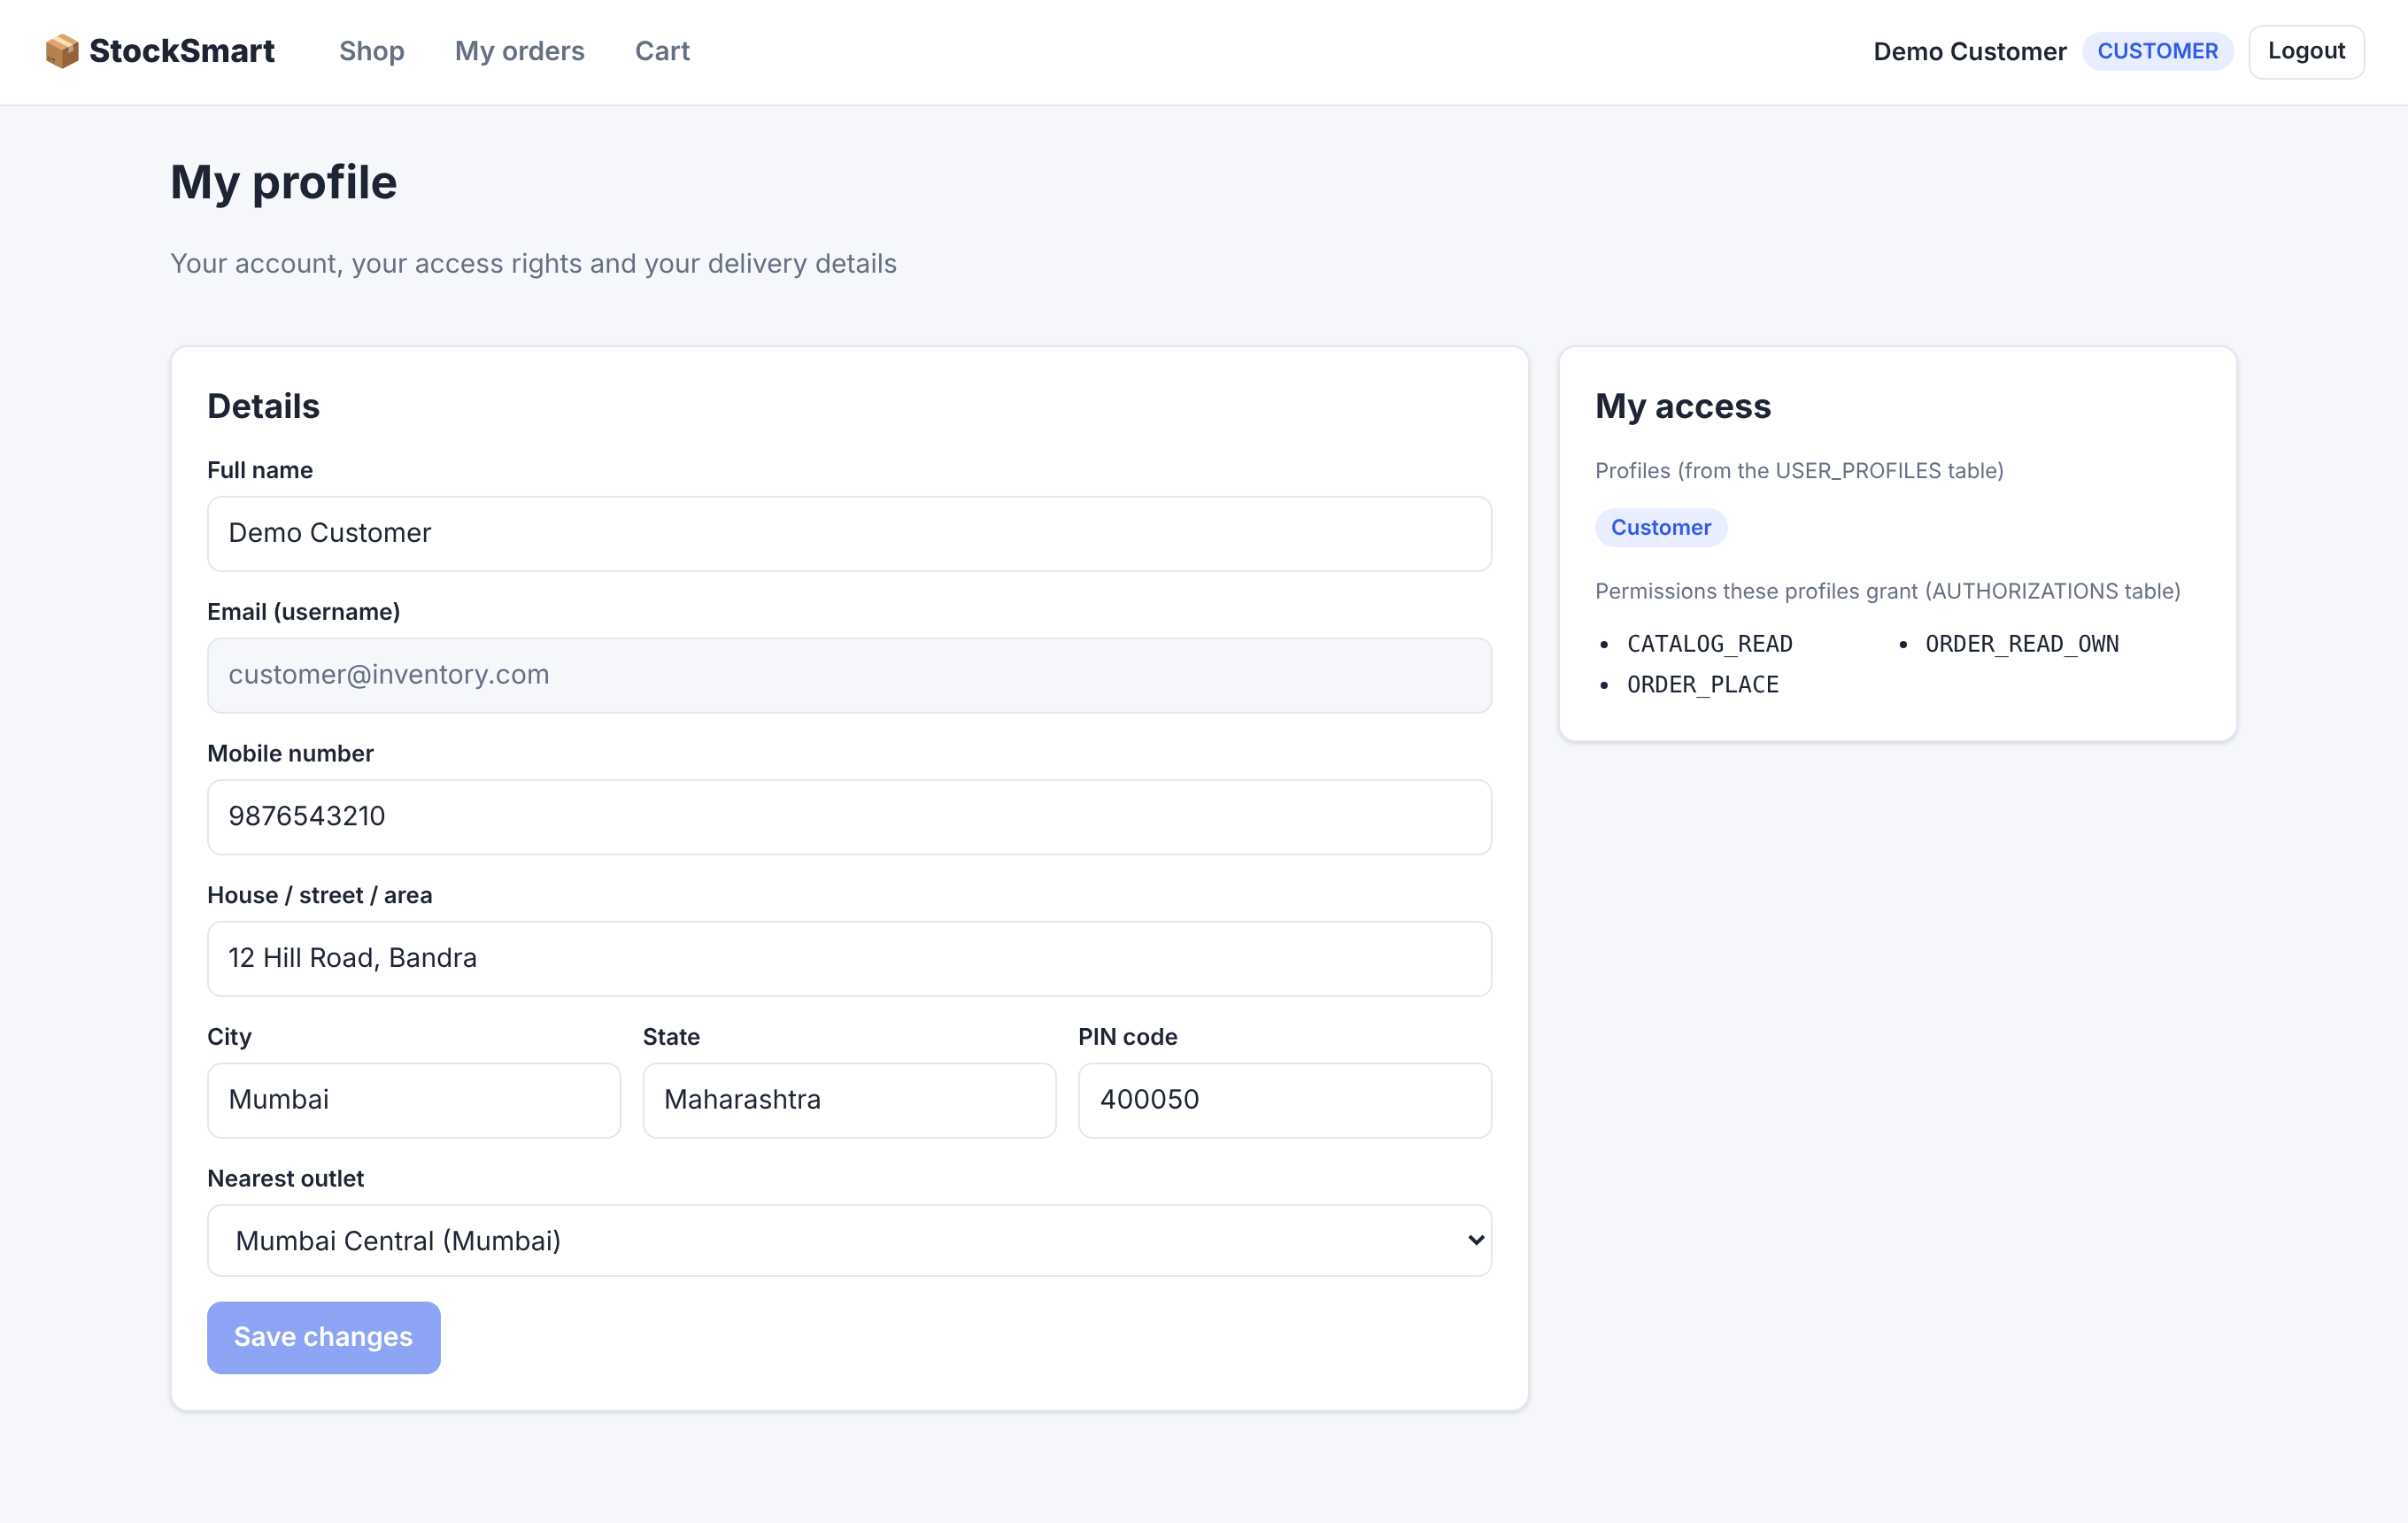 StockSmart Shop My orders Cart Demo Customer CUSTOMER Logout
My profile
Your account, your access rights and your delivery details
Details
Full name
Demo Customer
Email (username)
customer@inventory.com
Mobile number
9876543210
House / street / area
12 Hill Road, Bandra
City State PIN code
Mumbai Maharashtra 400050
Nearest outlet
Mumbai Central (Mumbai)
Save changes
My access
Profiles (from the USER_PROFILES table)
Customer
Permissions these profiles grant (AUTHORIZATIONS table)
• CATALOG_READ • ORDER_READ_OWN
• ORDER_PLACE